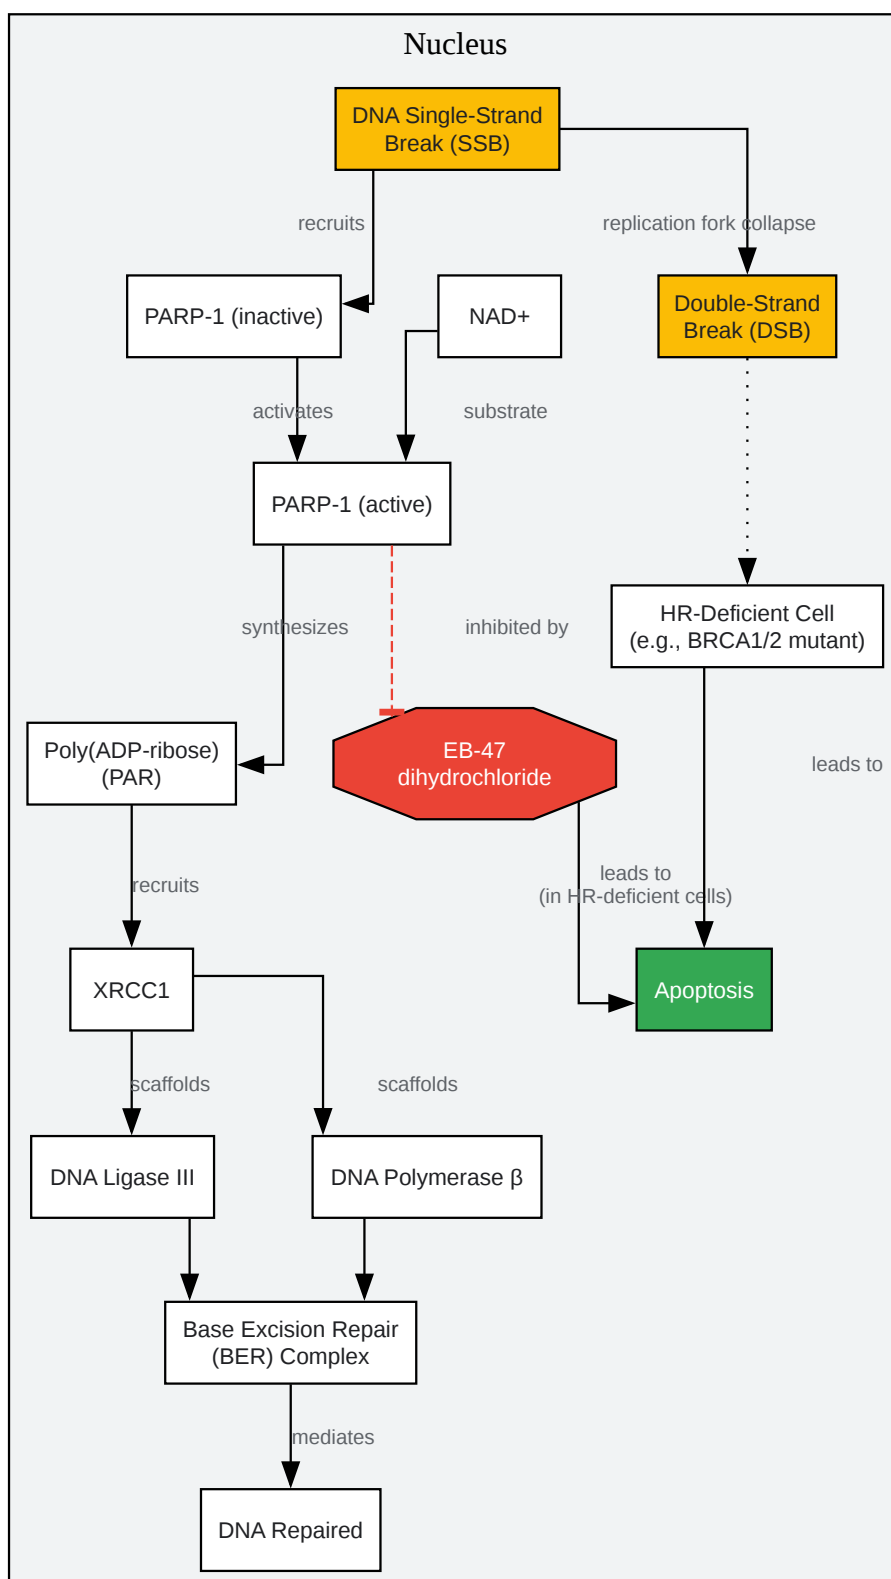 Nucleus
DNA Single-Strand
Break (SSB)
recruits
replication fork collapse
PARP-1 (inactive)
NAD+
Double-Strand
Break (DSB)
activates
substrate
PARP-1 (active)
HR-Deficient Cell
(e.g., BRCA1/2 mutant)
synthesizes
inhibited by
Poly(ADP-ribose)
(PAR)
EB-47
dihydrochloride
leads to
recruits
leads to
(in HR-deficient cells)
XRCC1
Apoptosis
scaffolds
scaffolds
DNA Ligase III
DNA Polymerase β
Base Excision Repair
(BER) Complex
mediates
DNA Repaired